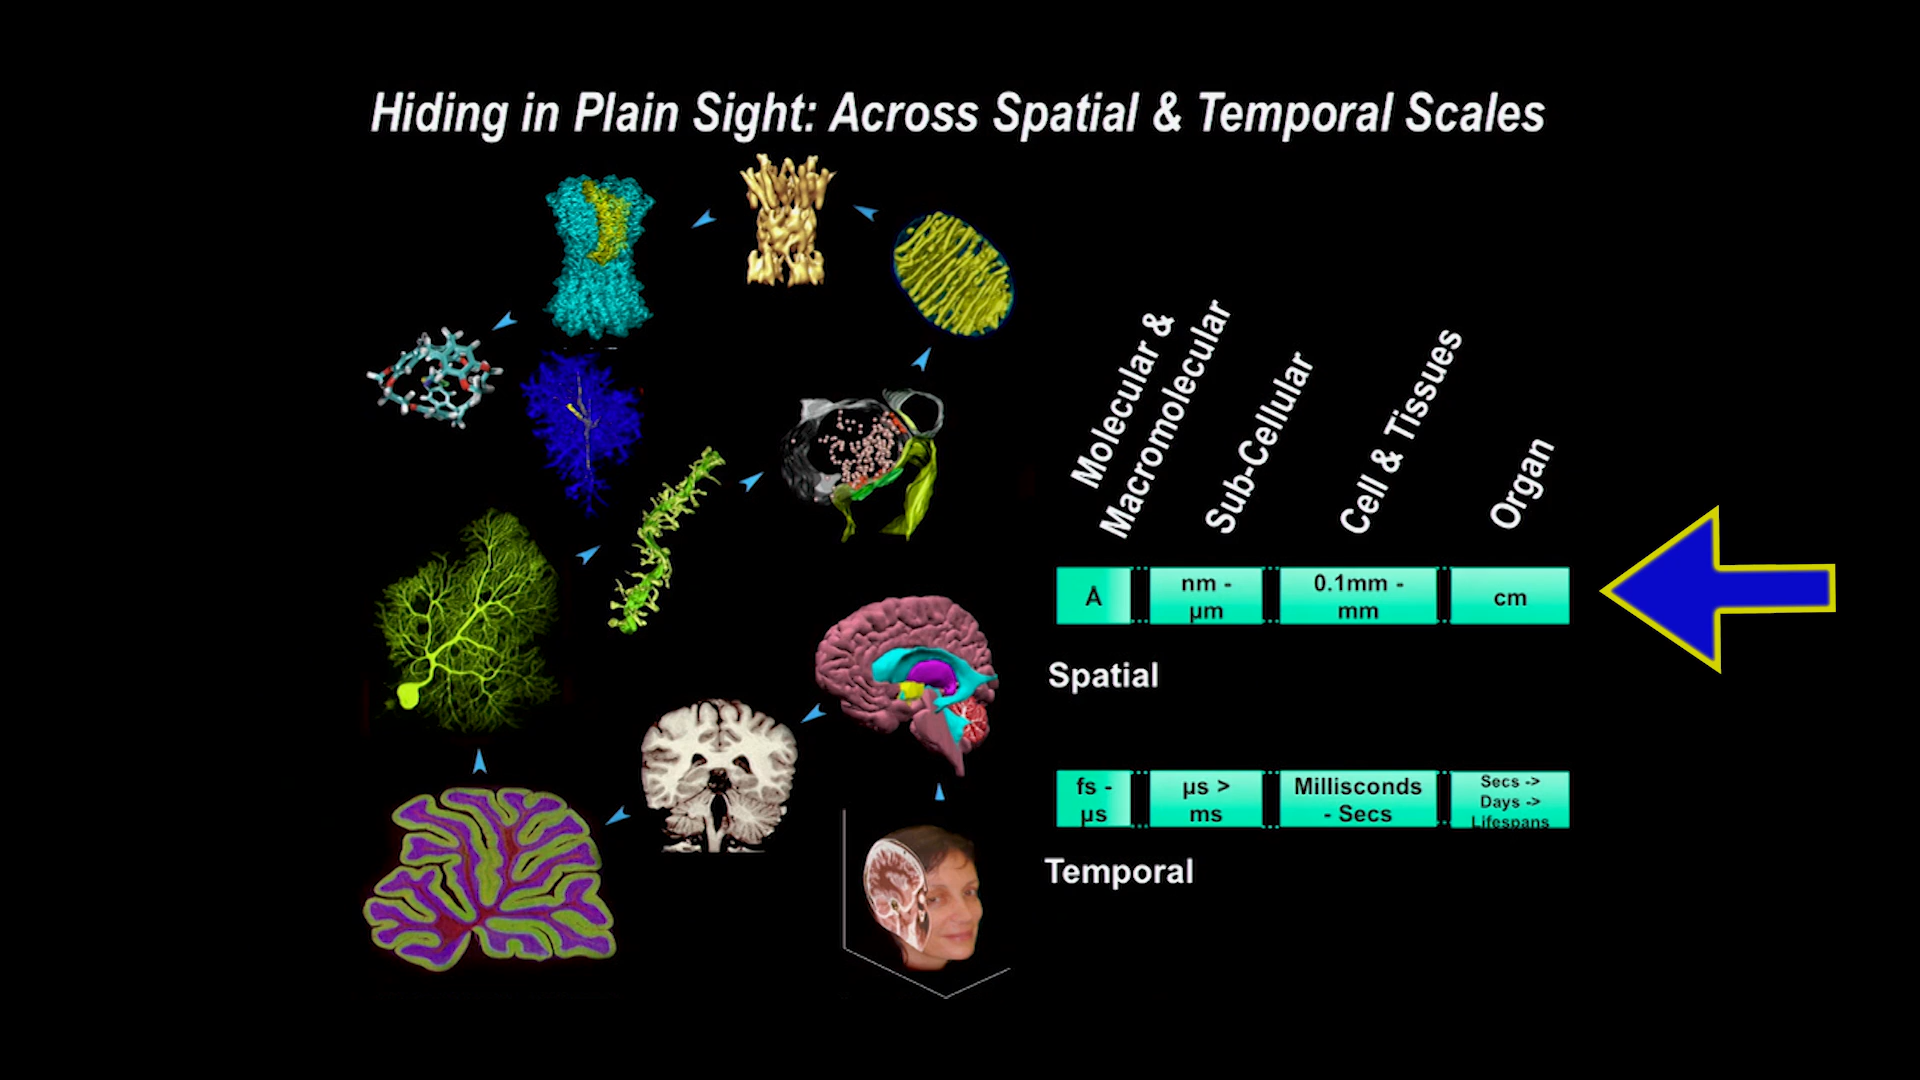 Hiding in Plain Sight: Across Spatial & Temporal Scales
Molecular &
Macromolecular
Sub-Cellular
Cell & Tissues
Organ
Å
nm -
µm
0.1mm -
mm
cm
Spatial
fs -
µs
µs >
ms
Millisconds
- Secs
Secs ->
Days ->
Lifespans
Temporal